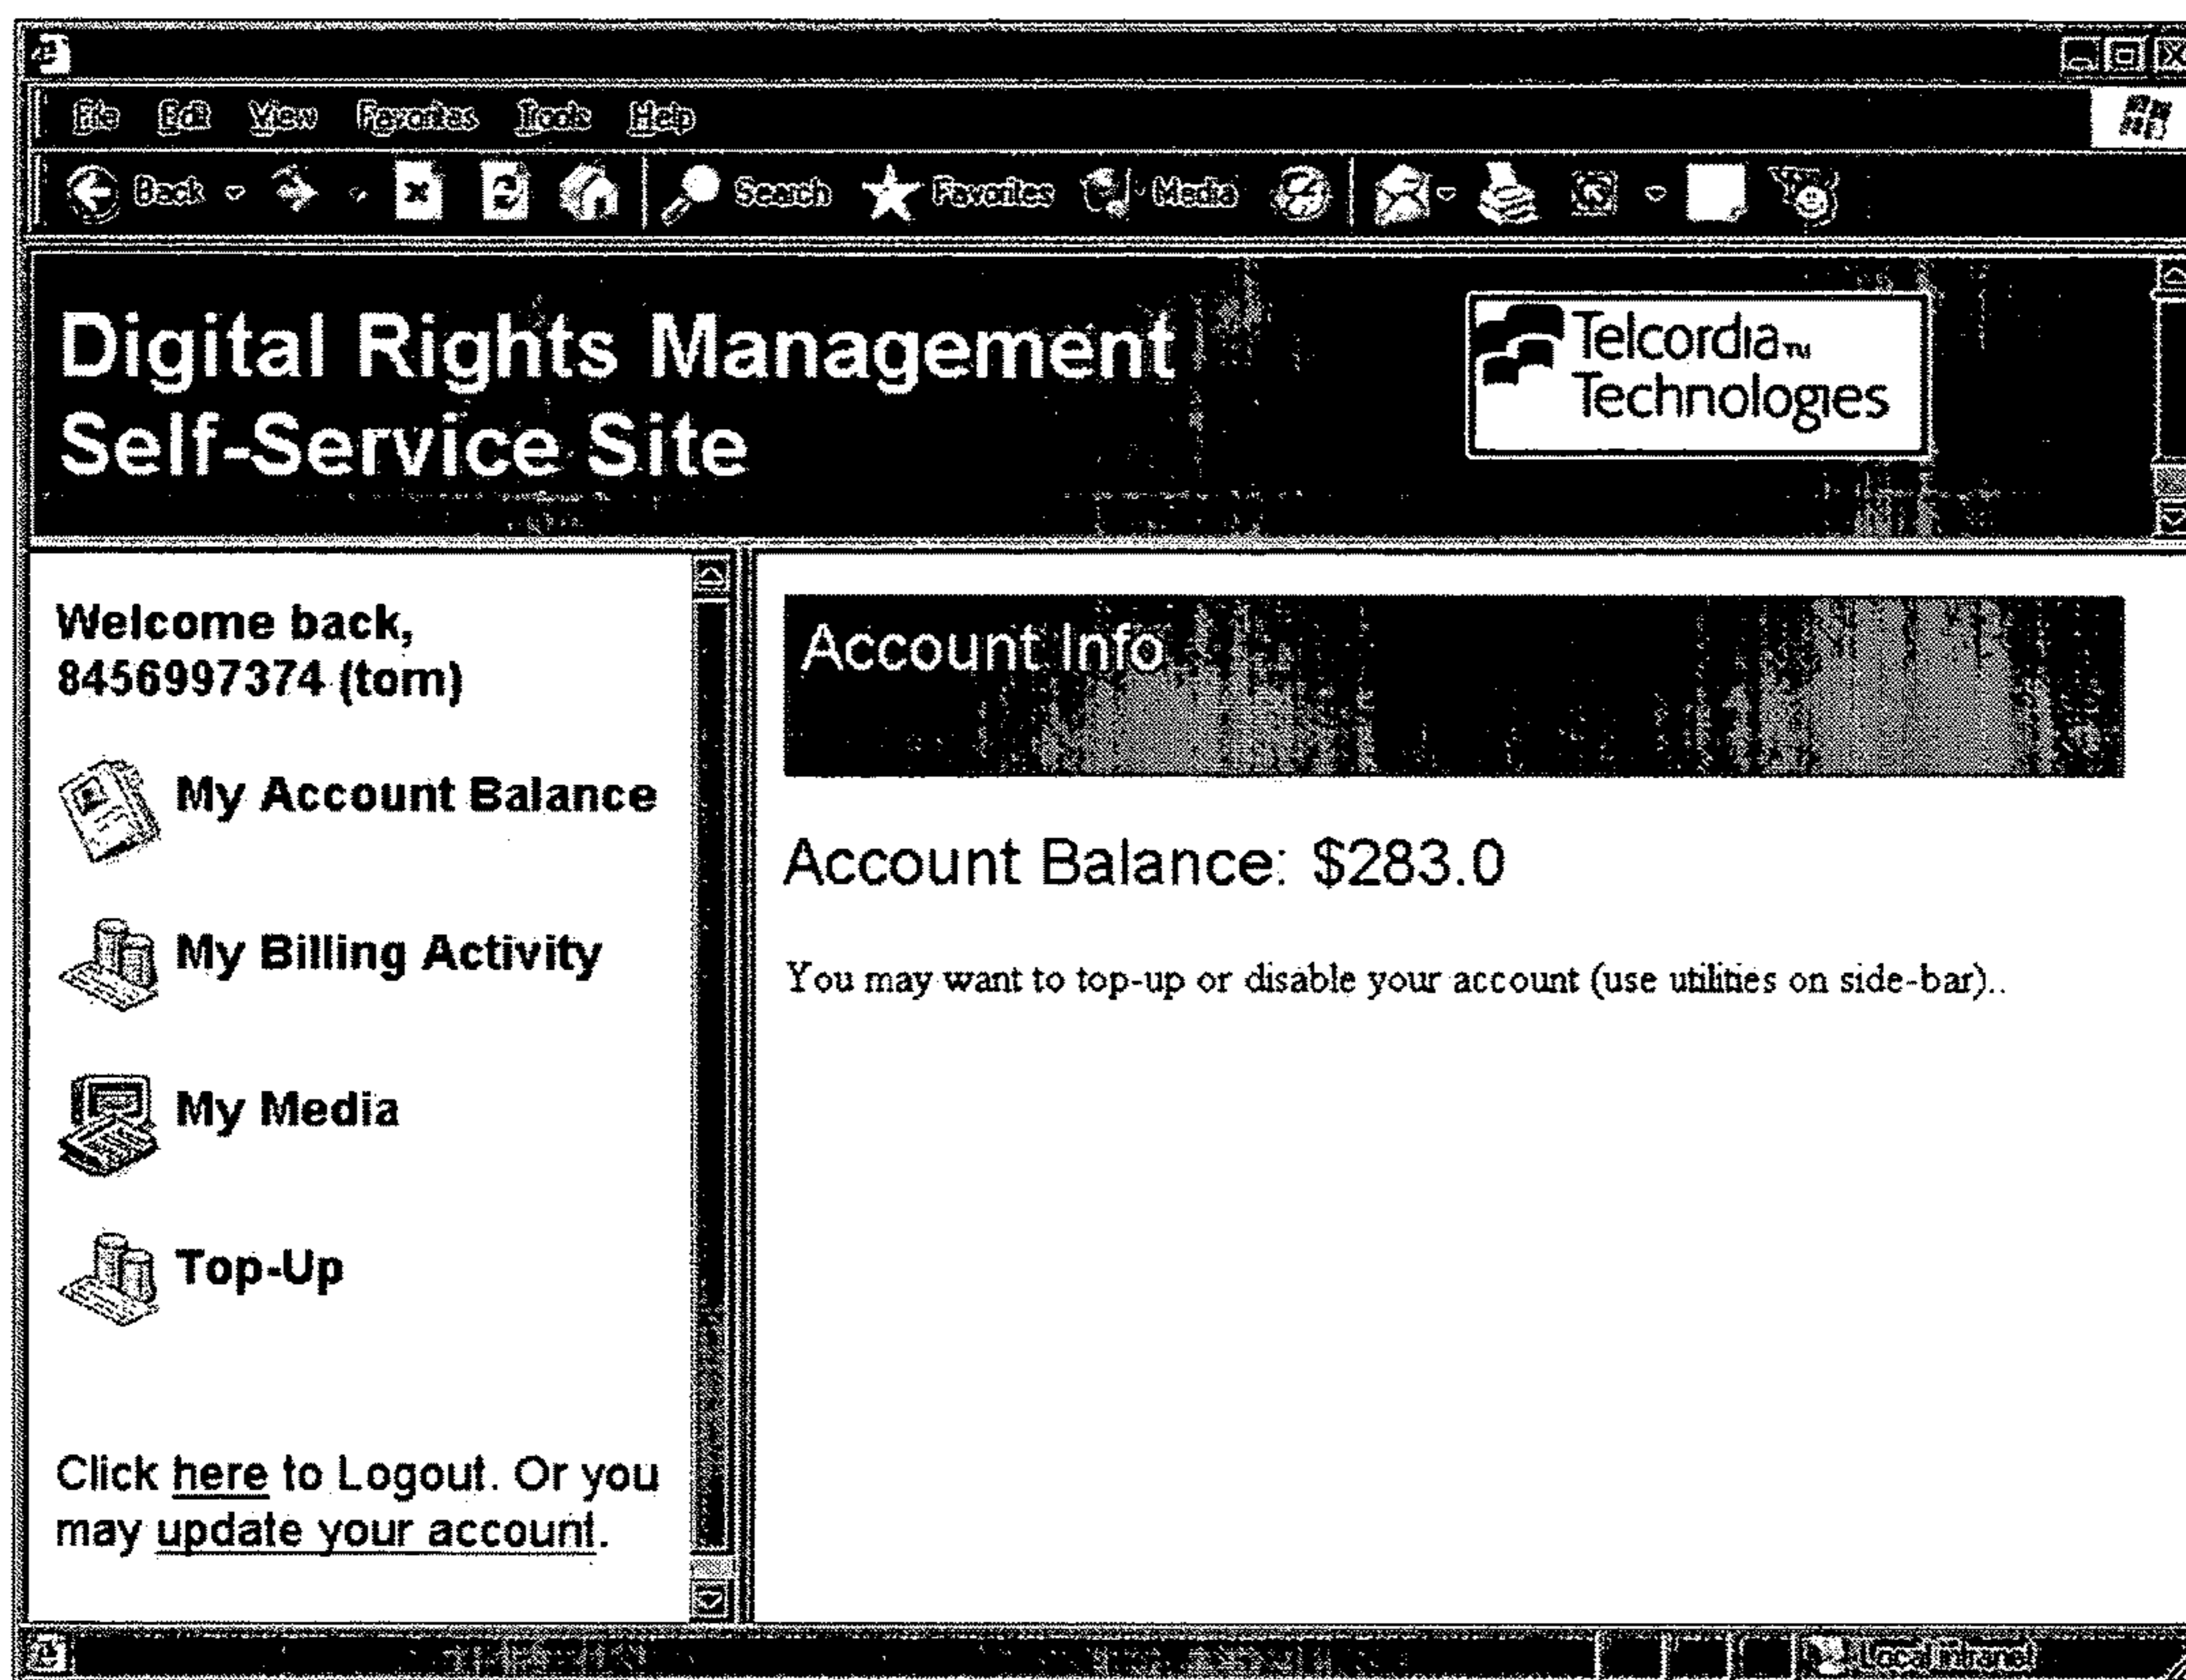 File Edit View Favorites Tools Help
Back Search Favorites Media
Digital Rights Management
Self-Service Site
Telcordia™
Technologies
Welcome back,
8456997374 (tom)
My Account Balance
My Billing Activity
My Media
Top-Up
Click here to Logout. Or you
may update your account.
Account Info
Account Balance: $283.0
You may want to top-up or disable your account (use utilities on side-bar)..
Local intranet